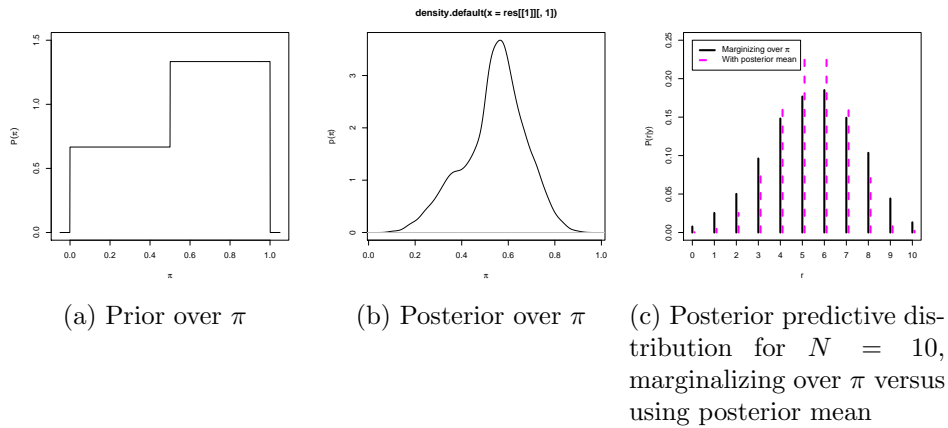 density.default(x = res[[1]][, 1])
P(π)
0.0
0.5
1.0
1.5
0.0 0.2 0.4 0.6 0.8 1.0
π
p(π)
0
1
2
3
0.0 0.2 0.4 0.6 0.8 1.0
π
P(r|y)
0.00
0.05
0.10
0.15
0.20
0.25
Marginizing over π
With posterior mean
0 1 2 3 4 5 6 7 8 9 10
r
(a) Prior over π
(b) Posterior over π
(c) Posterior predictive dis-
tribution for N = 10,
marginalizing over π versus
using posterior mean